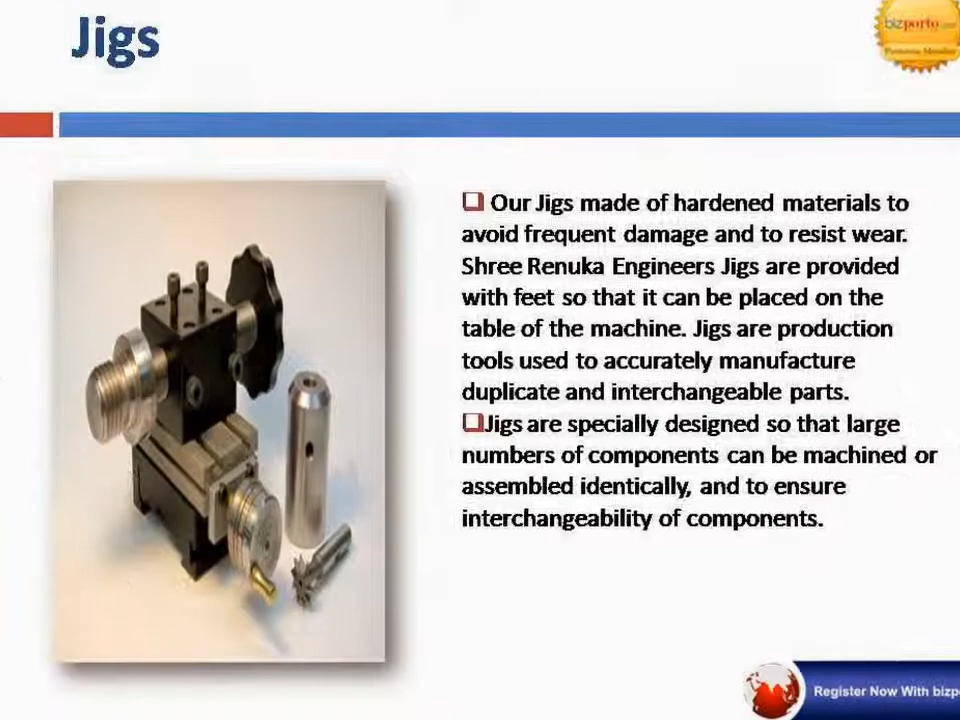 Jigs
bizporto.com
Our Jigs made of hardened materials to
avoid frequent damage and to resist wear.
Shree Renuka Engineers Jigs are provided
with feet so that it can be placed on the
table of the machine. Jigs are production
tools used to accurately manufacture
duplicate and interchangeable parts.
Jigs are specially designed so that large
numbers of components can be machined or
assembled identically, and to ensure
interchangeability of components.
Register Now With bizp